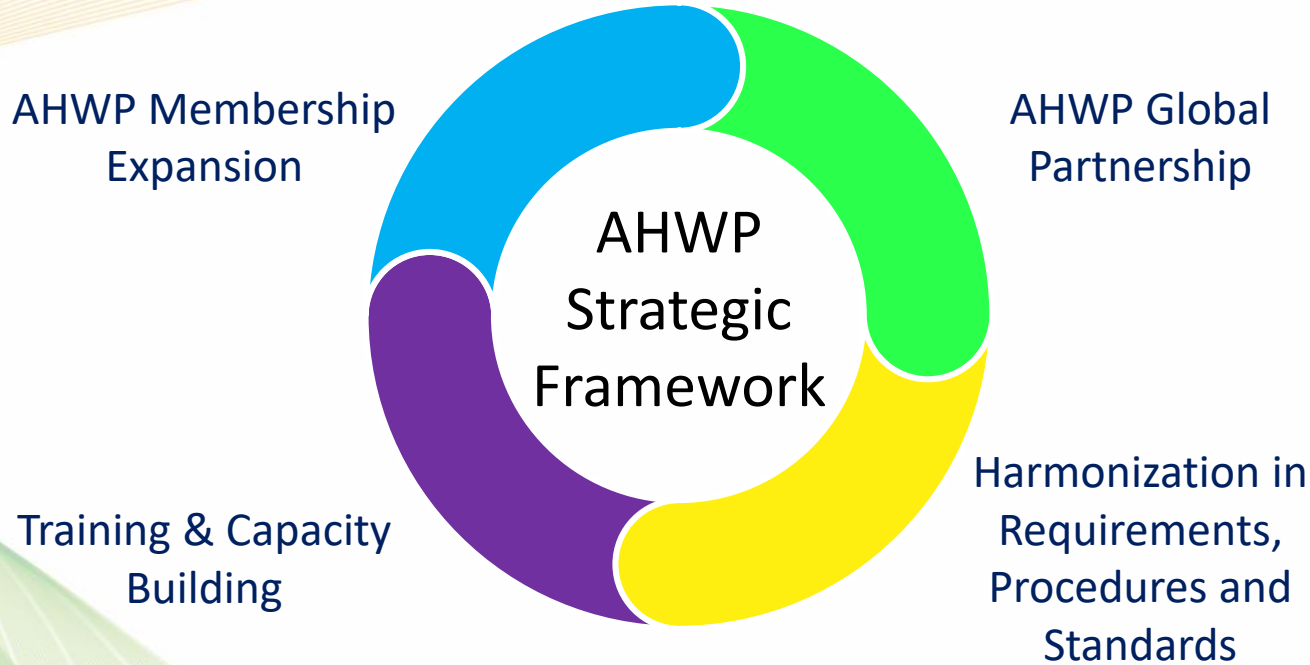 AHWP Membership
Expansion
AHWP Global
Partnership
AHWP
Strategic
Framework
Training & Capacity
Building
Harmonization in
Requirements,
Procedures and
Standards